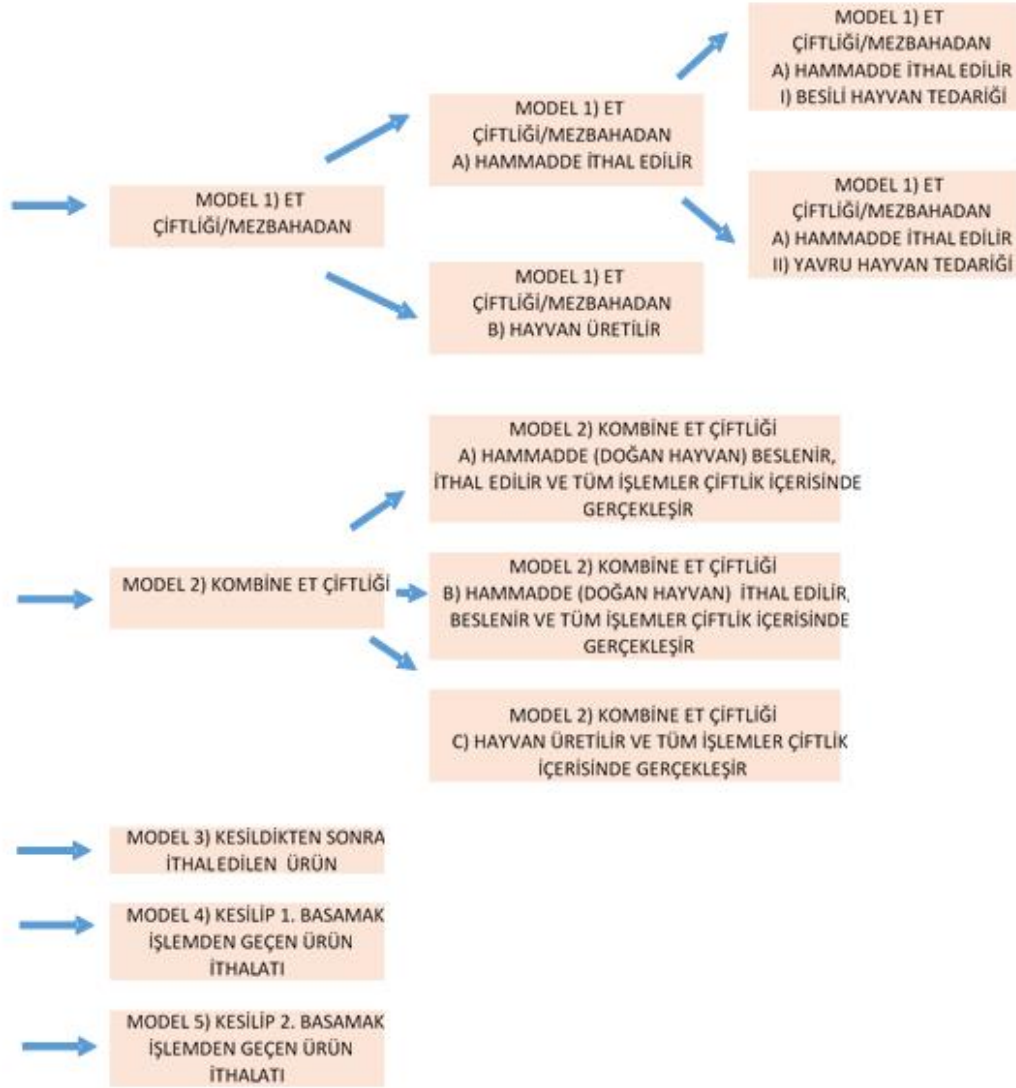 MODEL 1) ET
ÇİFTLİĞİ/MEZBAHADAN
MODEL 1) ET
ÇİFTLİĞİ/MEZBAHADAN
A) HAMMADDE İTHAL EDİLİR
MODEL 1) ET
ÇİFTLİĞİ/MEZBAHADAN
A) HAMMADDE İTHAL EDİLİR
I) BESİLİ HAYVAN TEDARİĞİ
MODEL 1) ET
ÇİFTLİĞİ/MEZBAHADAN
A) HAMMADDE İTHAL EDİLİR
II) YAVRU HAYVAN TEDARİĞİ
MODEL 1) ET
ÇİFTLİĞİ/MEZBAHADAN
B) HAYVAN ÜRETİLİR
MODEL 2) KOMBİNE ET ÇİFTLİĞİ
MODEL 2) KOMBİNE ET ÇİFTLİĞİ
A) HAMMADDE (DOĞAN HAYVAN) BESLENİR,
İTHAL EDİLİR VE TÜM İŞLEMLER ÇİFTLİK İÇERİSİNDE
GERÇEKLEŞİR
MODEL 2) KOMBİNE ET ÇİFTLİĞİ
B) HAMMADDE (DOĞAN HAYVAN) İTHAL EDİLİR,
BESLENİR VE TÜM İŞLEMLER ÇİFTLİK İÇERİSİNDE
GERÇEKLEŞİR
MODEL 2) KOMBİNE ET ÇİFTLİĞİ
C) HAYVAN ÜRETİLİR VE TÜM İŞLEMLER ÇİFTLİK
İÇERİSİNDE GERÇEKLEŞİR
MODEL 3) KESİLDİKTEN SONRA
İTHAL EDİLEN ÜRÜN
MODEL 4) KESİLİP 1. BASAMAK
İŞLEMDEN GEÇEN ÜRÜN
İTHALATI
MODEL 5) KESİLİP 2. BASAMAK
İŞLEMDEN GEÇEN ÜRÜN
İTHALATI